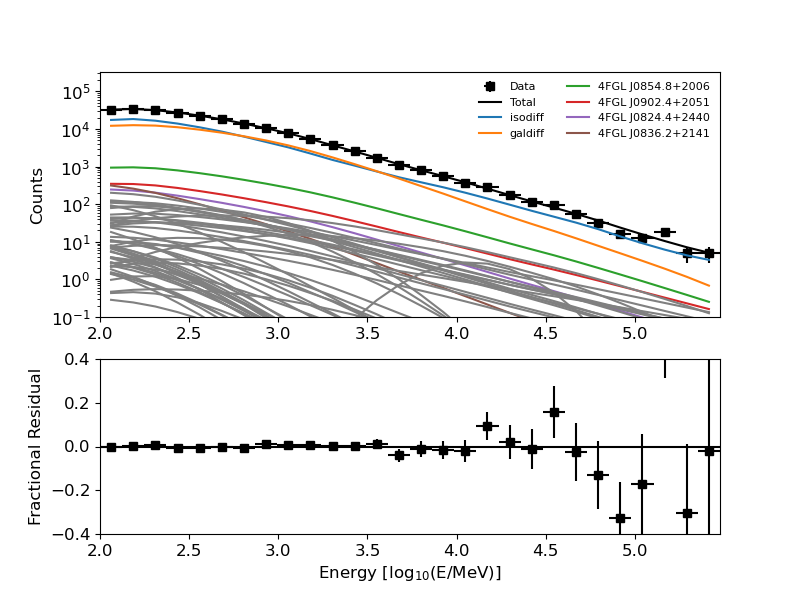 10⁵
10⁴
10³
10²
10¹
10⁰
10⁻¹
Counts
Data
Total
isodiff
galdiff
4FGL J0854.8+2006
4FGL J0902.4+2051
4FGL J0824.4+2440
4FGL J0836.2+2141
2.0 2.5 3.0 3.5 4.0 4.5 5.0
0.4
0.2
0.0
−0.2
−0.4
Fractional Residual
2.0 2.5 3.0 3.5 4.0 4.5 5.0
Energy [log₁₀(E/MeV)]